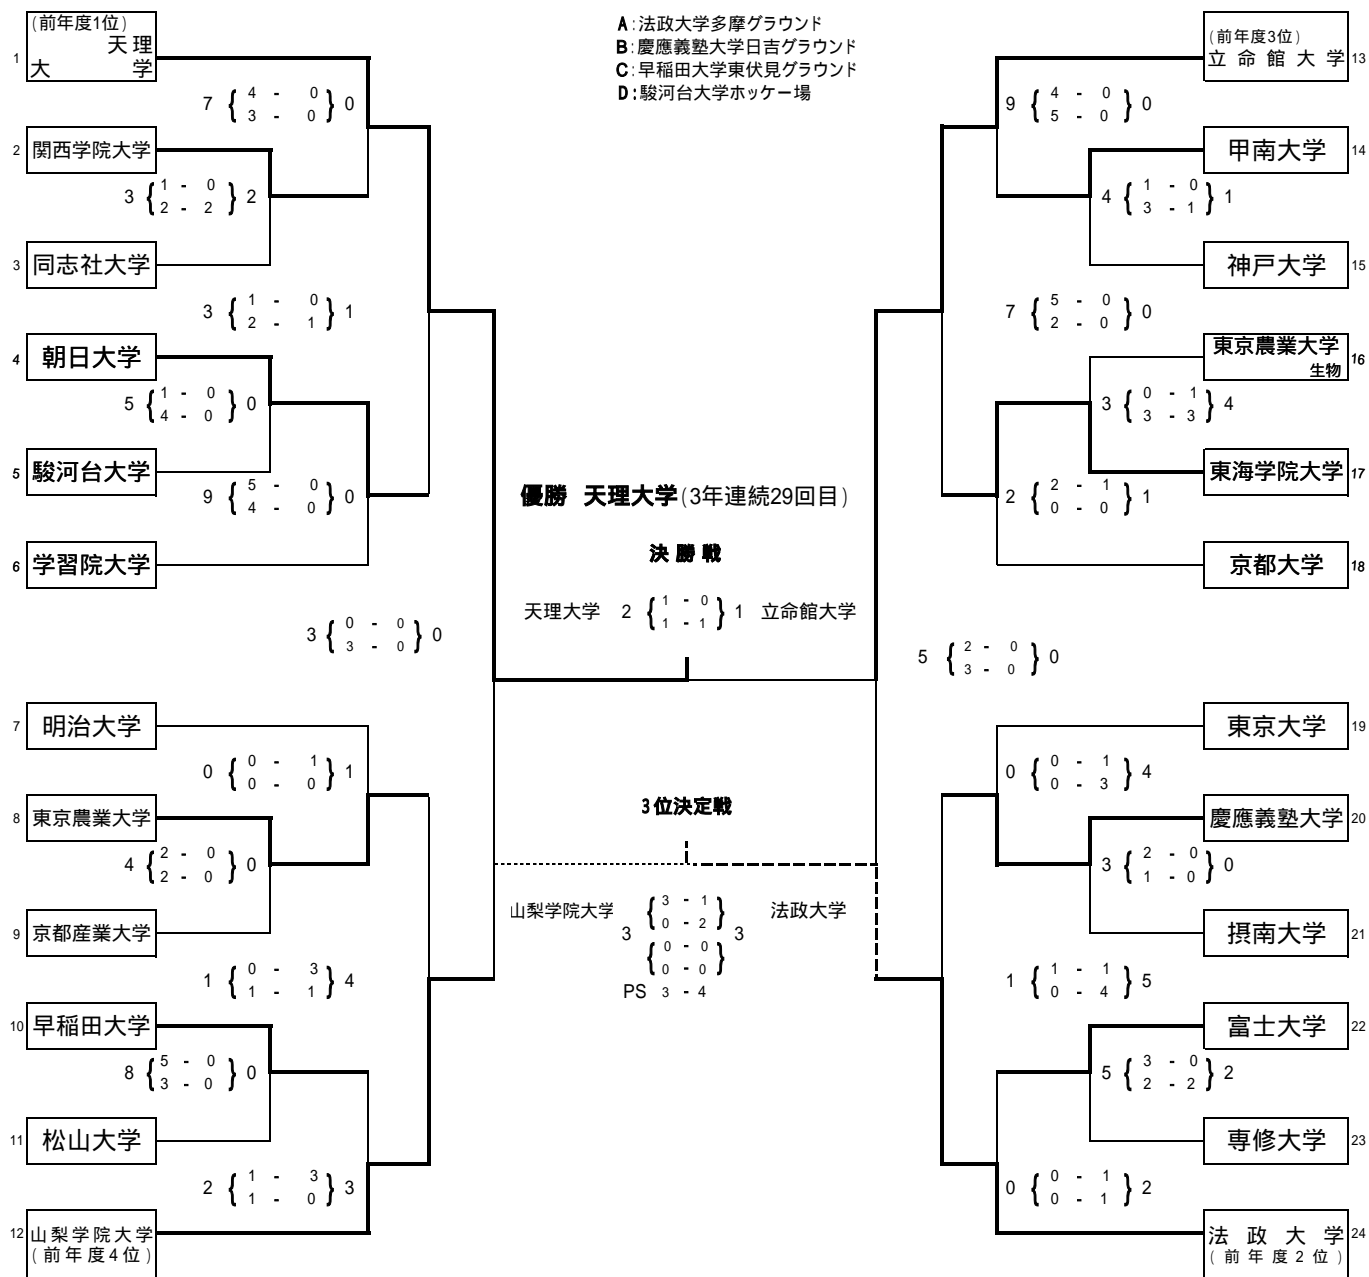 A:法政大学多摩グラウンド
B:慶應義塾大学日吉グラウンド
C:早稲田大学東伏見グラウンド
D:駿河台大学ホッケー場
1
(前年度1位)
天理
大 学
7 { 4 - 0 } 0
3 - 0
2 関西学院大学
3 { 1 - 0 } 2
2 - 2
3 同志社大学
3 { 1 - 0 } 1
2 - 1
4 朝日大学
5 { 1 - 0 } 0
4 - 0
5 駿河台大学
9 { 5 - 0 } 0
4 - 0
6 学習院大学
3 { 0 - 0 } 0
3 - 0
7 明治大学
0 { 0 - 1 } 1
0 - 0
8 東京農業大学
4 { 2 - 0 } 0
2 - 0
9 京都産業大学
1 { 0 - 3 } 4
1 - 1
10 早稲田大学
8 { 5 - 0 } 0
3 - 0
11 松山大学
2 { 1 - 3 } 3
1 - 0
12 山梨学院大学
(前年度4位)
優勝 天理大学(3年連続29回目)
決勝戦
天理大学 2 { 1 - 0 } 1 立命館大学
1 - 1
3位決定戦
山梨学院大学 3 { 3 - 1 } 3 法政大学
0 - 2
{ 0 - 0 }
0 - 0
PS 3 - 4
(前年度3位)
立命館大学 13
9 { 4 - 0 } 0
5 - 0
甲南大学 14
4 { 1 - 0 } 1
3 - 1
神戸大学 15
7 { 5 - 0 } 0
2 - 0
東京農業大学 16
生物
3 { 0 - 1 } 4
3 - 3
東海学院大学 17
2 { 2 - 1 } 1
0 - 0
京都大学 18
5 { 2 - 0 } 0
3 - 0
東京大学 19
0 { 0 - 1 } 4
0 - 3
慶應義塾大学 20
3 { 2 - 0 } 0
1 - 0
摂南大学 21
1 { 1 - 1 } 5
0 - 4
富士大学 22
5 { 3 - 0 } 2
2 - 2
専修大学 23
0 { 0 - 1 } 2
0 - 1
法政大学 24
(前年度2位)